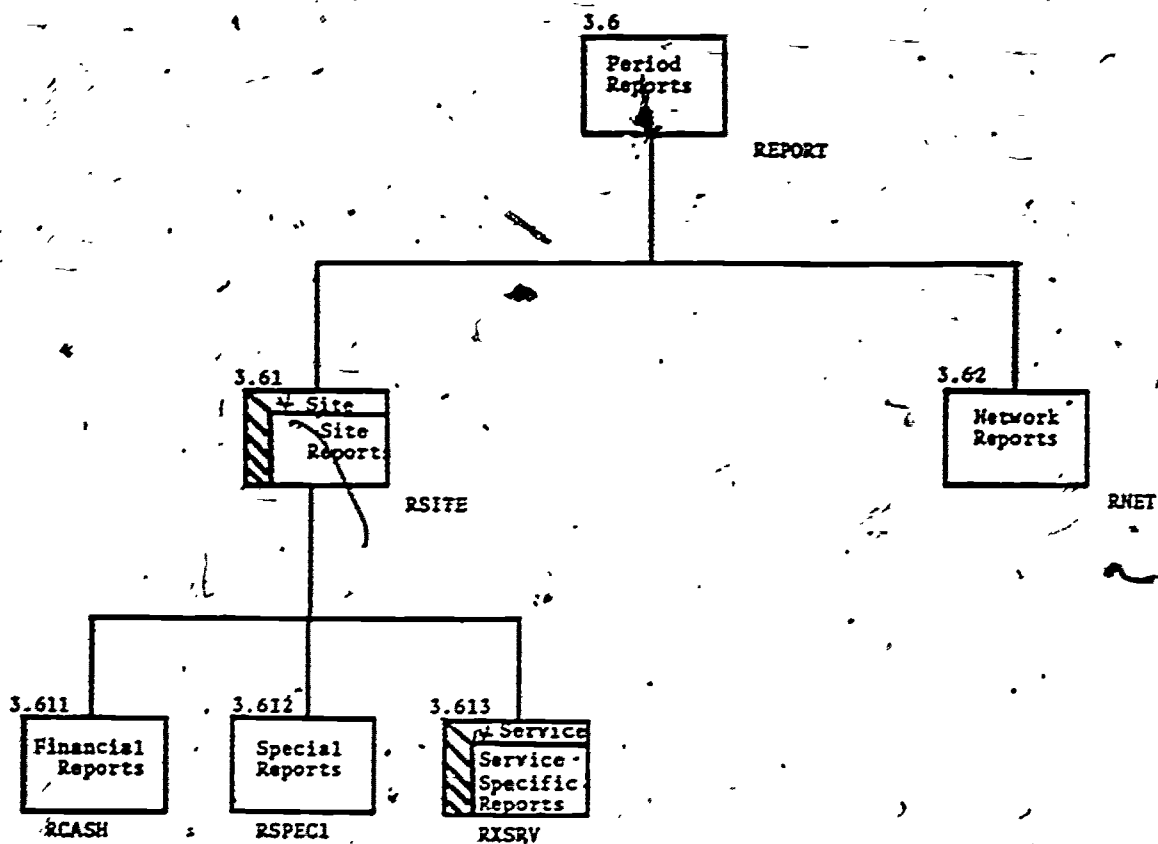 3.6
Period
Reports
REPORT
3.61
Site
Site
Reports
RSITE
3.62
Network
Reports
RNET
3.611
Financial
Reports
RCASH
3.612
Special
Reports
RSPEC1
3.613
Service
Service
Specific
Reports
RXSRV